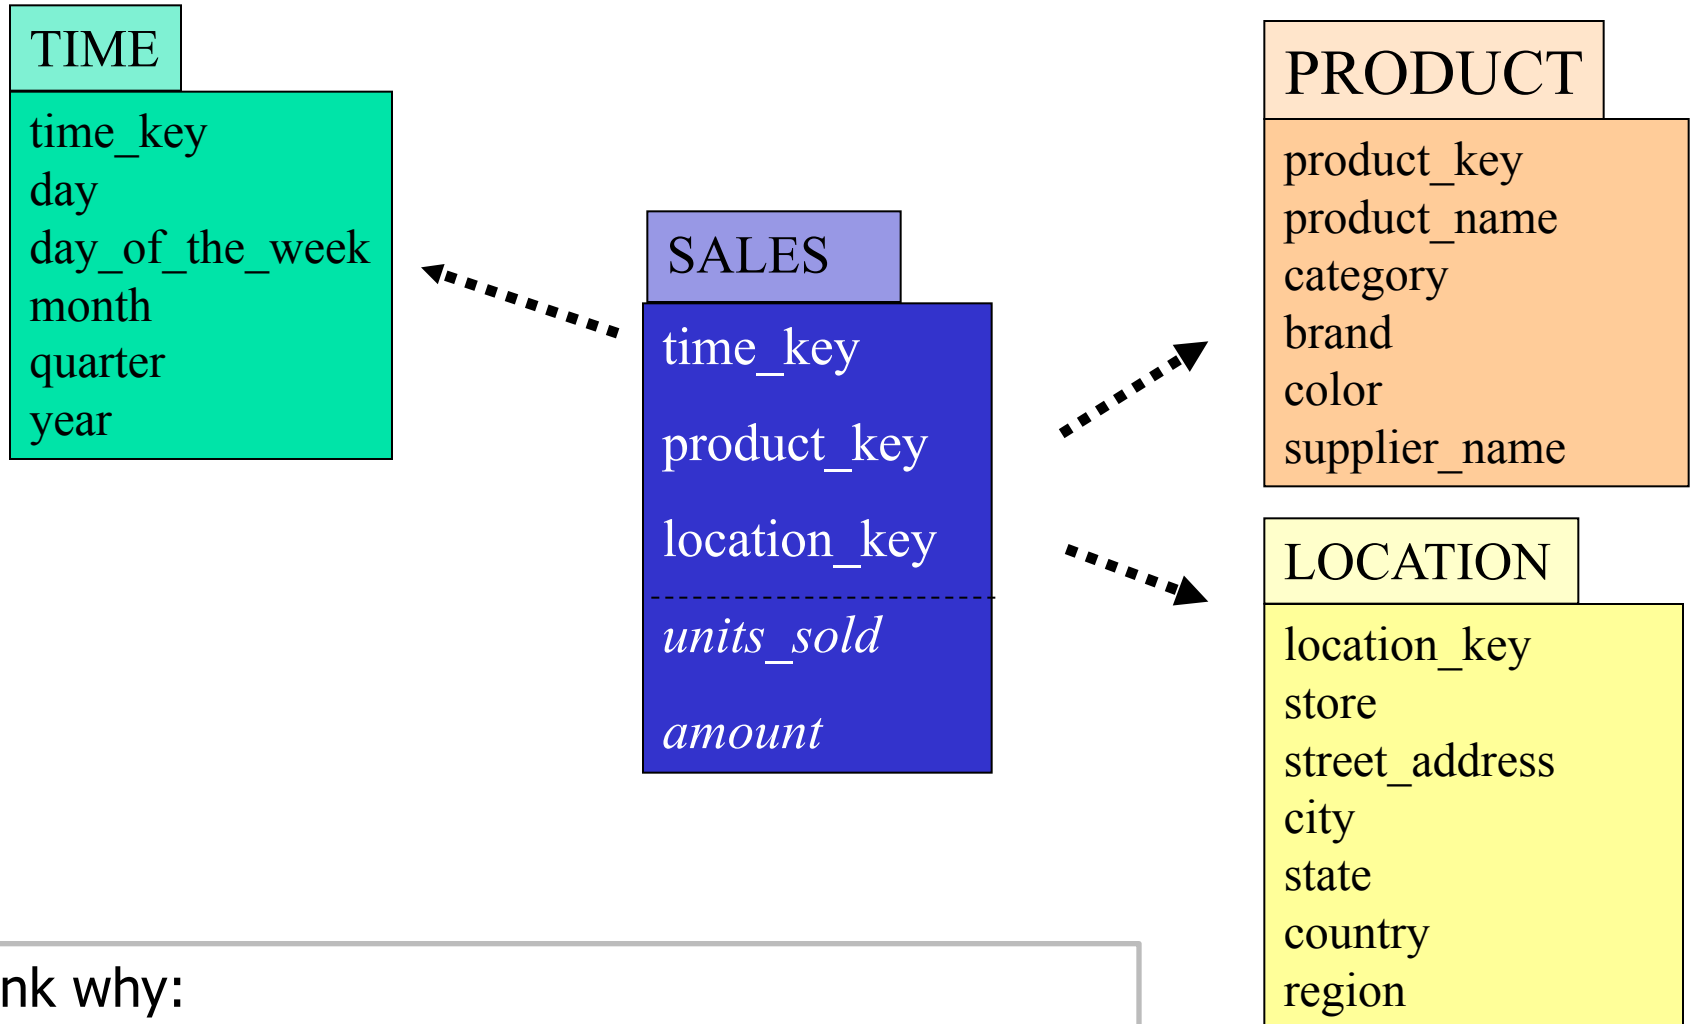 TIME
time_key
day
day_of_the_week
month
quarter
year
SALES
time_key
product_key
location_key
units_sold
amount
PRODUCT
product_key
product_name
category
brand
color
supplier_name
LOCATION
location_key
store
street_address
city
state
country
region
nk why: